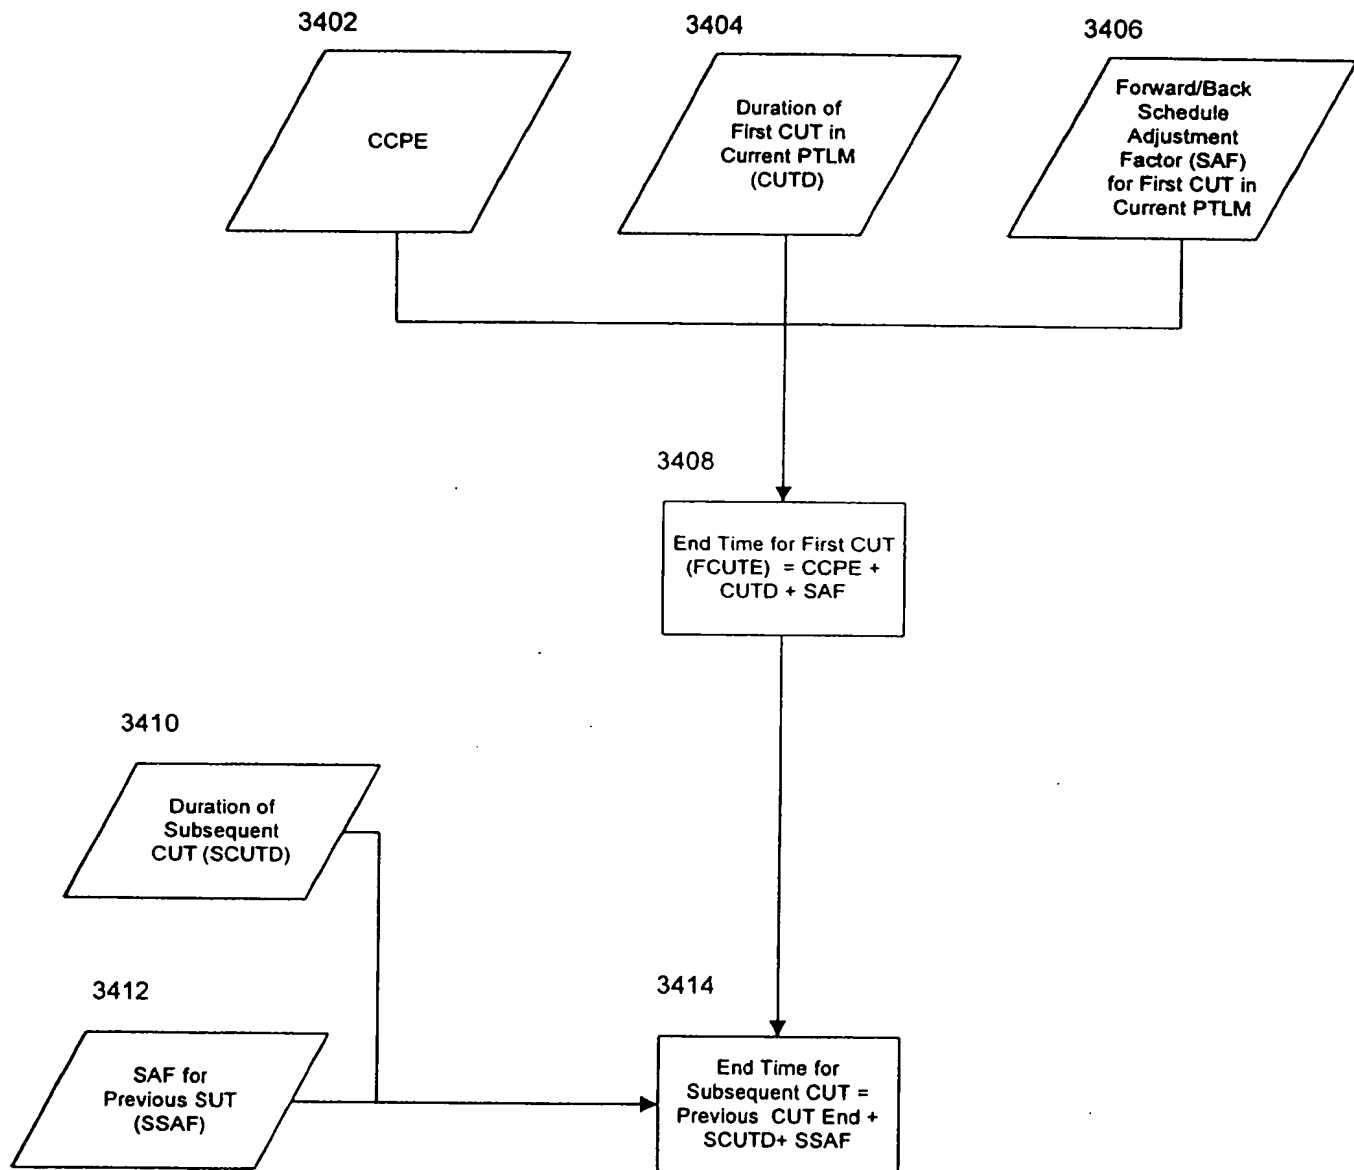 3402
3404
3406
CCPE
Duration of
First CUT in
Current PTLM
(CUTD)
Forward/Back
Schedule
Adjustment
Factor (SAF)
for First CUT in
Current PTLM
3408
End Time for First CUT
(FCUTE) = CCPE +
CUTD + SAF
3410
Duration of
Subsequent
CUT (SCUTD)
3412
SAF for
Previous SUT
(SSAF)
3414
End Time for
Subsequent CUT =
Previous CUT End +
SCUTD+ SSAF